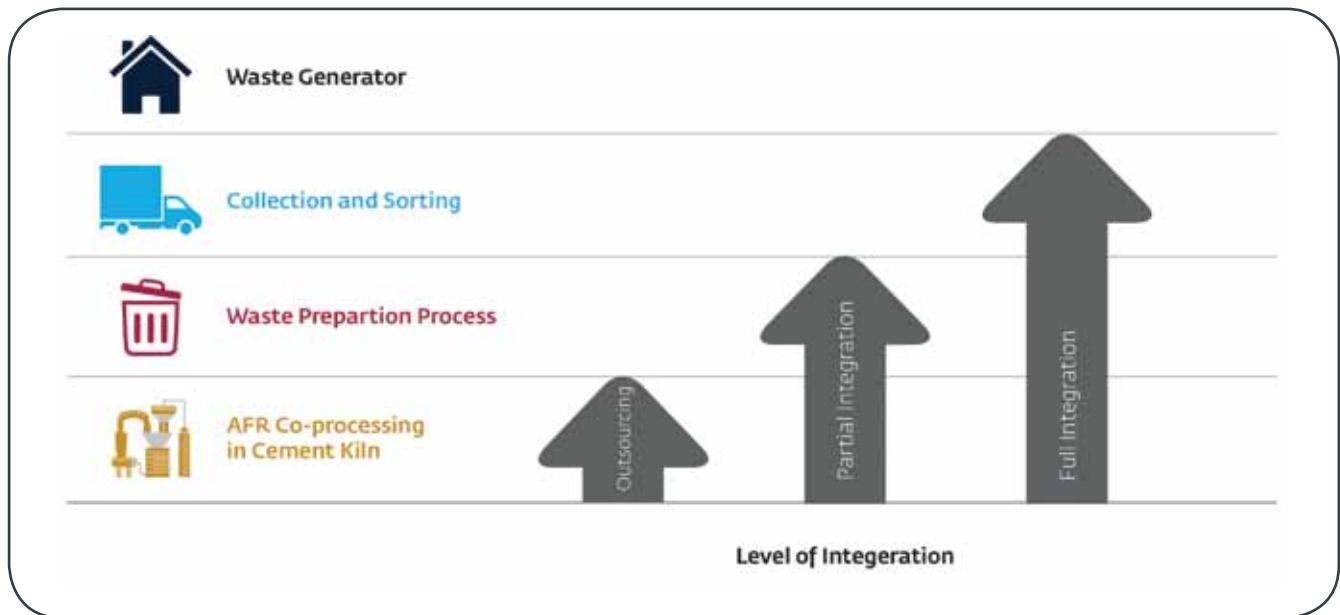 Waste Generator
Collection and Sorting
Waste Prepartion Process
AFR Co-processing
in Cement Kiln
Outsourcing
Partial Integration
Full Integration
Level of Integeration